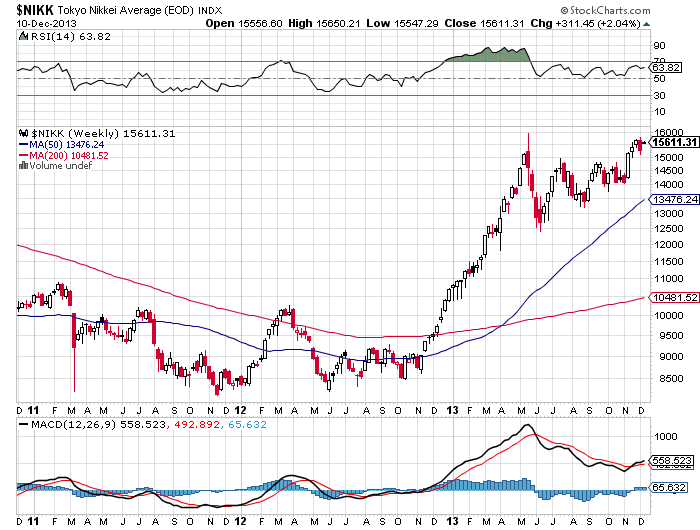 $NIKK Tokyo Nikkei Average (EOD) INDX © StockCharts.com
10-Dec-2013 Open 15556.60 High 15650.21 Low 15547.29 Close 15611.31 Chg +311.45 (+2.04%)
RSI(14) 63.82
90
70
63.82
50
30
10
$NIKK (Weekly) 15611.31
MA(50) 13476.24
MA(200) 10481.52
Volume undef
16000
15611.31
15000
14500
14000
13476.24
13000
12500
12000
11500
11000
10481.52
10000
9500
9000
8500
D 11 F M A M J J A S O N D 12 F M A M J J A S O N D 13 F M A M J J A S O N D
MACD(12,26,9) 558.523, 492.892, 65.632
1000
558.523
65.632
D 11 F M A M J J A S O N D 12 F M A M J J A S O N D 13 F M A M J J A S O N D